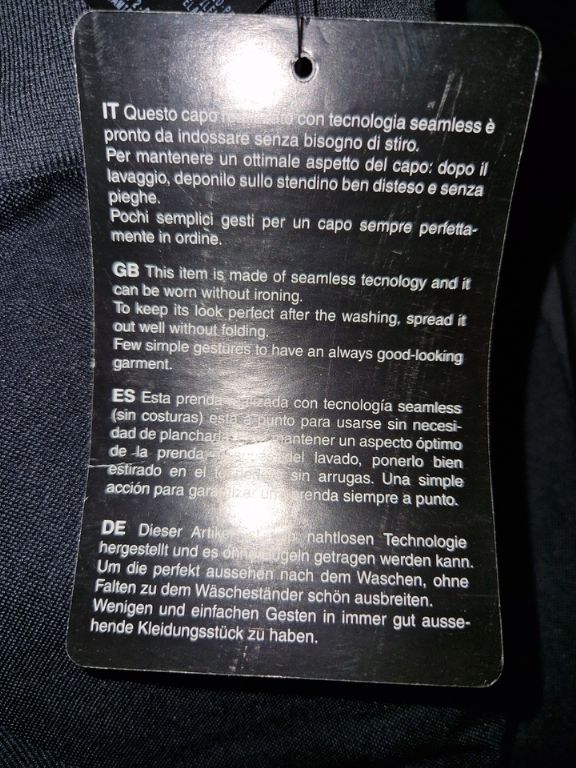 IT Questo capo con tecnologia seamless è
pronto da indossare senza bisogno di stiro.
Per mantenere un ottimale aspetto del capo: dopo il
lavaggio, deponilo sullo stendino ben disteso e senza
pieghe.
Pochi semplici gesti per un capo sempre perfetta-
mente in ordine.
GB This item is made of seamless tecnology and it
can be worn without ironing.
To keep its look perfect after the washing, spread it
out well without folding.
Few simple gestures to have an always good-looking
garment.
ES Esta prenda realizada con tecnología seamless
(sin costuras) está a punto para usarse sin necesi-
dad de plancharla. mantener un aspecto óptimo
de la prenda, del lavado, ponerlo bien
estirado en el sin arrugas. Una simple
acción para garantizar una prenda siempre a punto.
DE Dieser nahtlosen Technologie
hergestellt und es ohne Bügeln getragen werden kann.
Um die perfekt aussehen nach dem Waschen, ohne
Falten zu dem Wäscheständer schön ausbreiten.
Wenigen und einfachen Gesten in immer gut ausse-
hende Kleidungsstück zu haben.